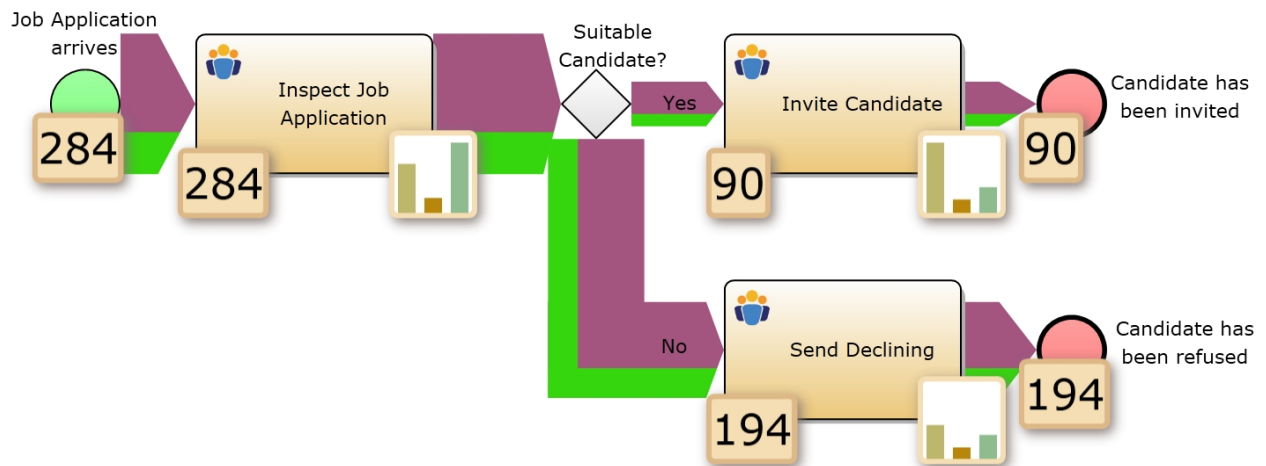 Job Application
arrives
284
Inspect Job
Application
284
Suitable
Candidate?
Yes
Invite Candidate
90
Candidate has
been invited
90
No
Send Declining
194
Candidate has
been refused
194